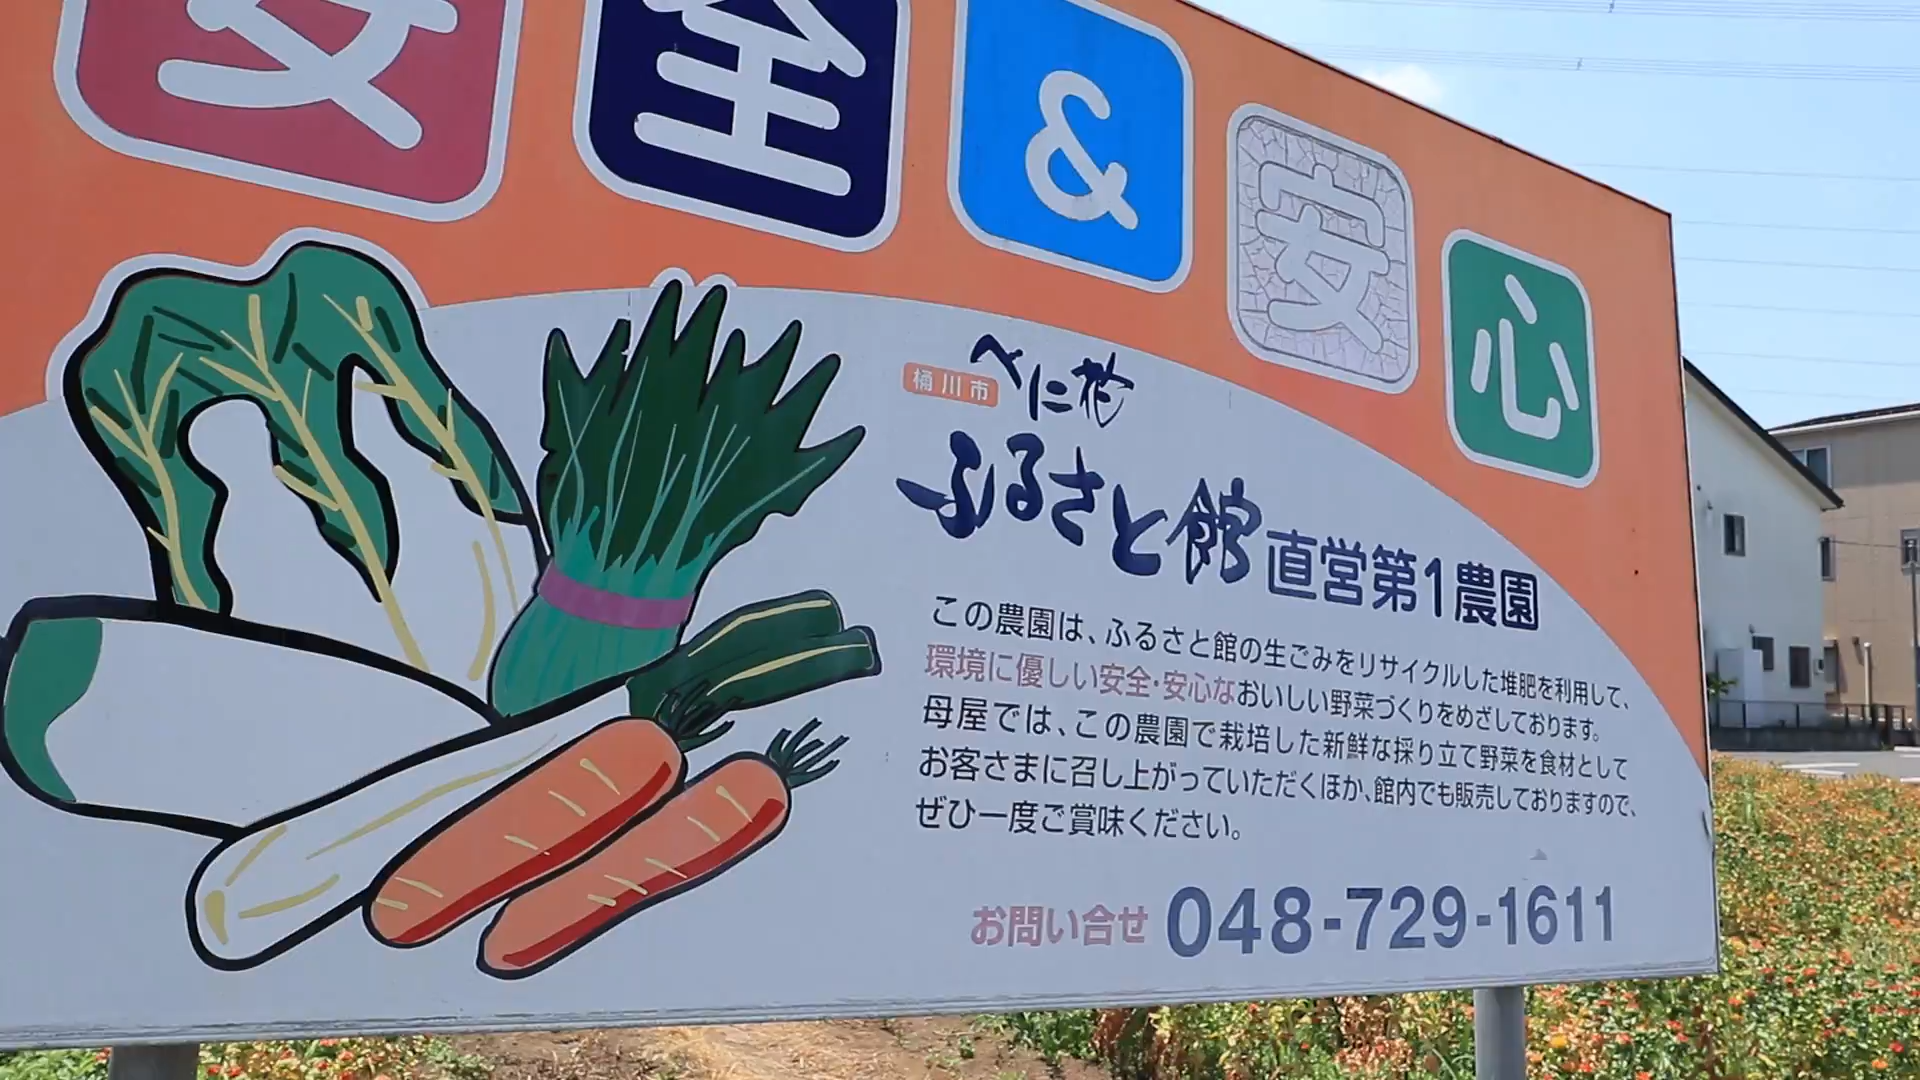 安全&安心
桶川市 べに花
ふるさと館 直営第1農園
この農園は、ふるさと館の生ごみをリサイクルした堆肥を利用して、
環境に優しい安全・安心なおいしい野菜づくりをめざしております。
母屋では、この農園で栽培した新鮮な採り立て野菜を食材として
お客さまに召し上がっていただくほか、館内でも販売しておりますので、
ぜひ一度ご賞味ください。
お問い合せ 048-729-1611